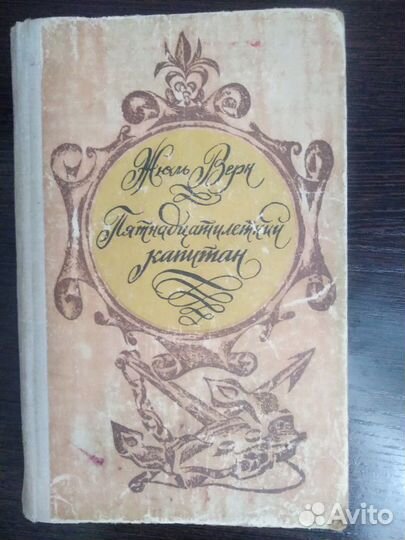 Жюль Верн
Пятнадцатилетний
капитан
Avito